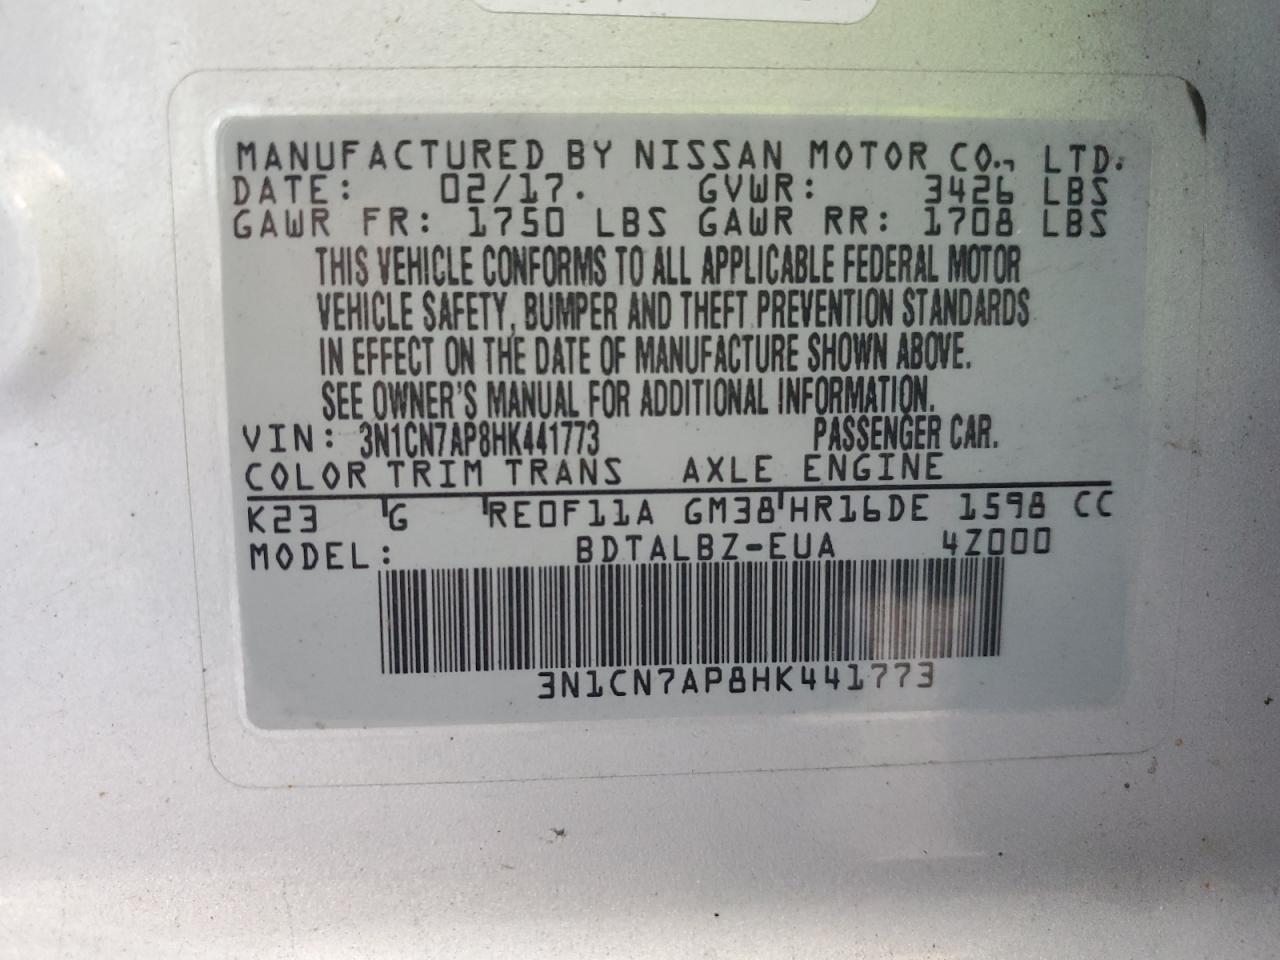 MANUFACTURED BY NISSAN MOTOR CO., LTD.
DATE: 02/17. GVWR: 3426 LBS
GAWR FR: 1750 LBS GAWR RR: 1708 LBS
THIS VEHICLE CONFORMS TO ALL APPLICABLE FEDERAL MOTOR
VEHICLE SAFETY, BUMPER AND THEFT PREVENTION STANDARDS
IN EFFECT ON THE DATE OF MANUFACTURE SHOWN ABOVE.
SEE OWNER'S MANUAL FOR ADDITIONAL INFORMATION.
VIN: 3N1CN7AP8HK441773 PASSENGER CAR.
COLOR TRIM TRANS AXLE ENGINE
K23 G RE0F11A GM38 HR16DE 1598 CC
MODEL: BDTALBZ-EUA 4Z000
3N1CN7AP8HK441773